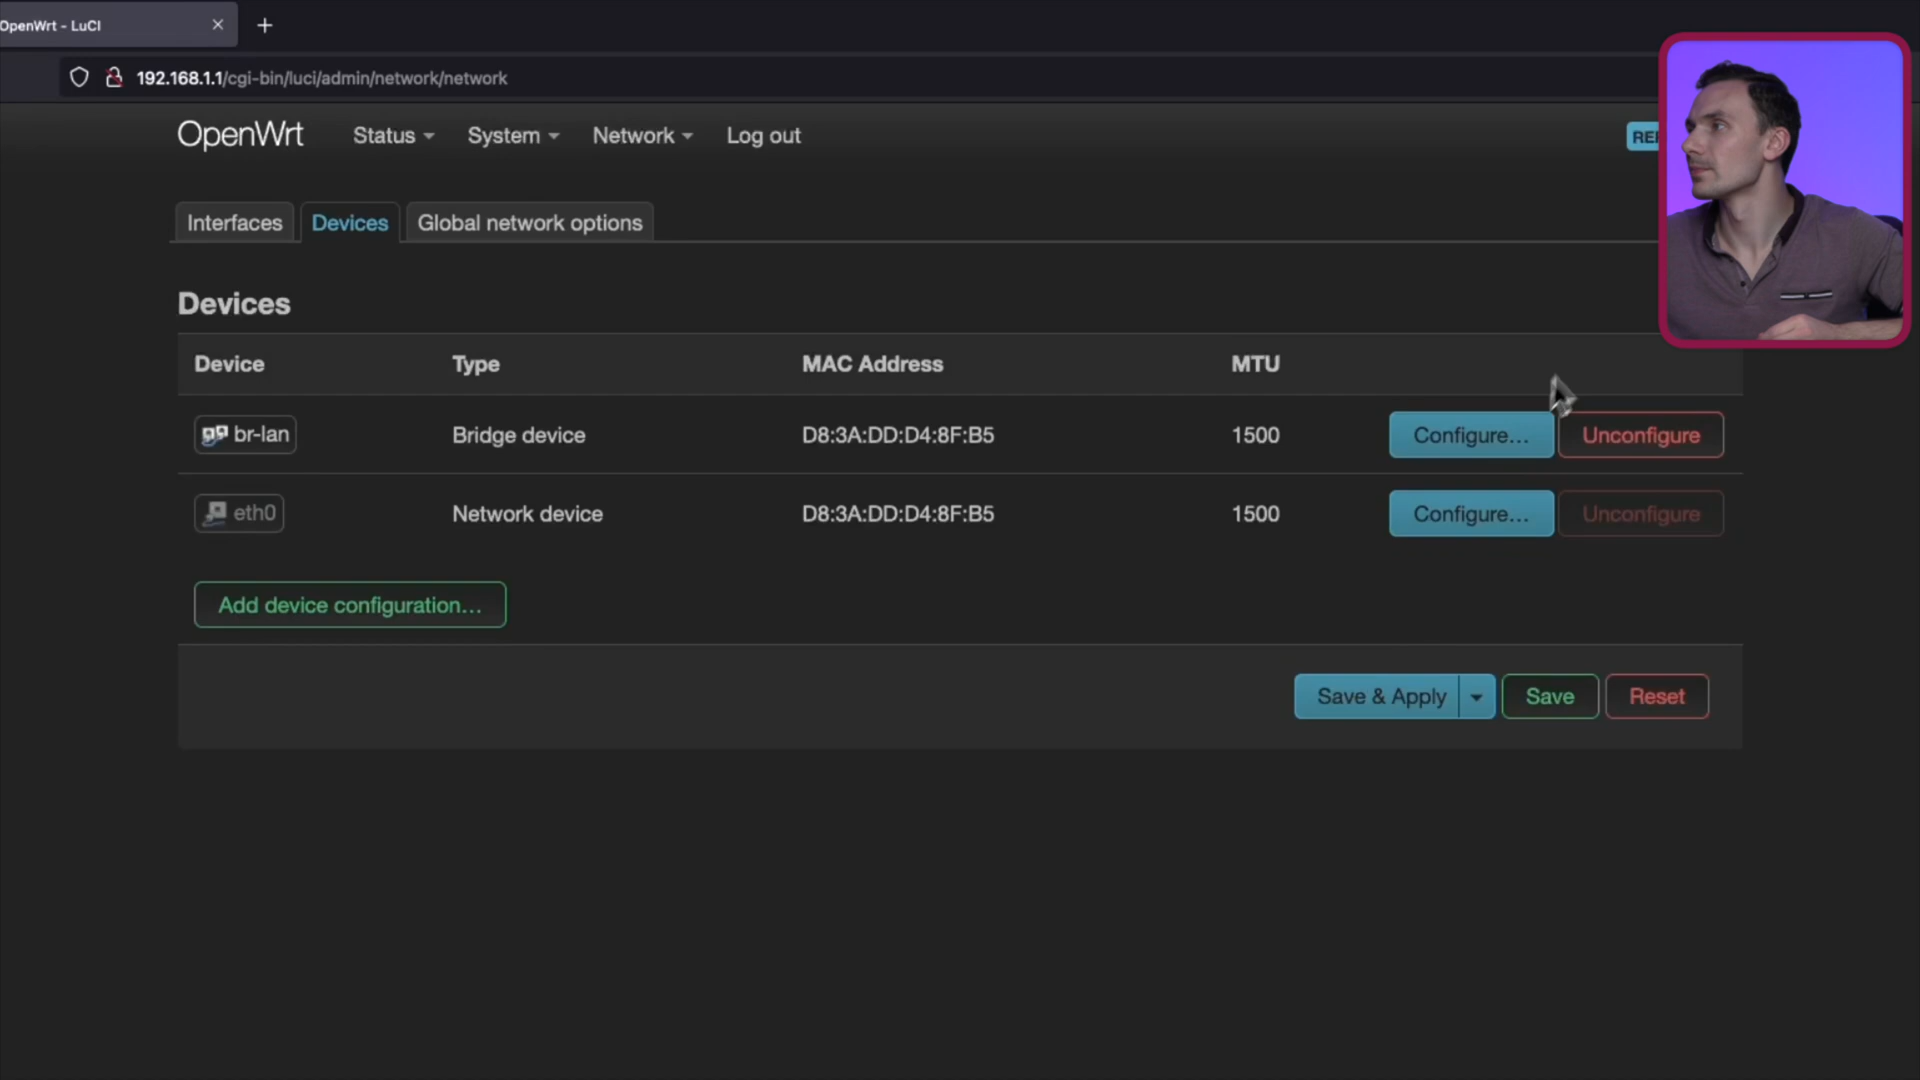 OpenWrt - LuCI
192.168.1.1/cgi-bin/luci/admin/network/network
OpenWrt Status System Network Log out
Interfaces Devices Global network options
Devices
Device Type MAC Address MTU
br-lan Bridge device D8:3A:DD:D4:8F:B5 1500 Configure... Unconfigure
eth0 Network device D8:3A:DD:D4:8F:B5 1500 Configure... Unconfigure
Add device configuration...
Save & Apply Save Reset